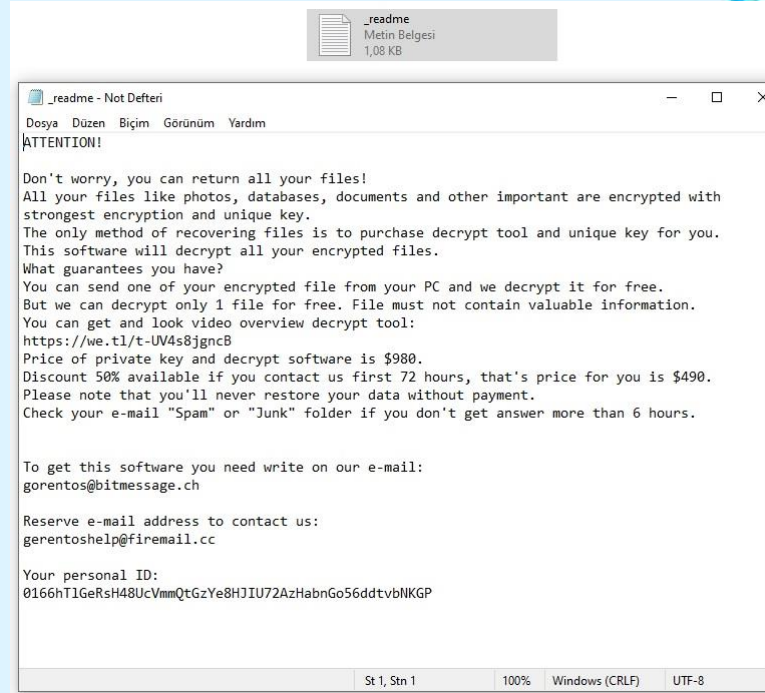 _readme
Metin Belgesi
1,08 KB
_readme - Not Defteri
Dosya Düzen Biçim Görünüm Yardım
ATTENTION!
Don't worry, you can return all your files!
All your files like photos, databases, documents and other important are encrypted with
strongest encryption and unique key.
The only method of recovering files is to purchase decrypt tool and unique key for you.
This software will decrypt all your encrypted files.
What guarantees you have?
You can send one of your encrypted file from your PC and we decrypt it for free.
But we can decrypt only 1 file for free. File must not contain valuable information.
You can get and look video overview decrypt tool:
https://we.tl/t-UV4s8jgncB
Price of private key and decrypt software is $980.
Discount 50% available if you contact us first 72 hours, that's price for you is $490.
Please note that you'll never restore your data without payment.
Check your e-mail "Spam" or "Junk" folder if you don't get answer more than 6 hours.
To get this software you need write on our e-mail:
gorentos@bitmessage.ch
Reserve e-mail address to contact us:
gerentoshelp@firemail.cc
Your personal ID:
0166hTlGeRsH48UcVmmQtGzYe8HJIU72AzHabnGo56ddtvbNKGP
St 1, Stn 1 100% Windows (CRLF) UTF-8